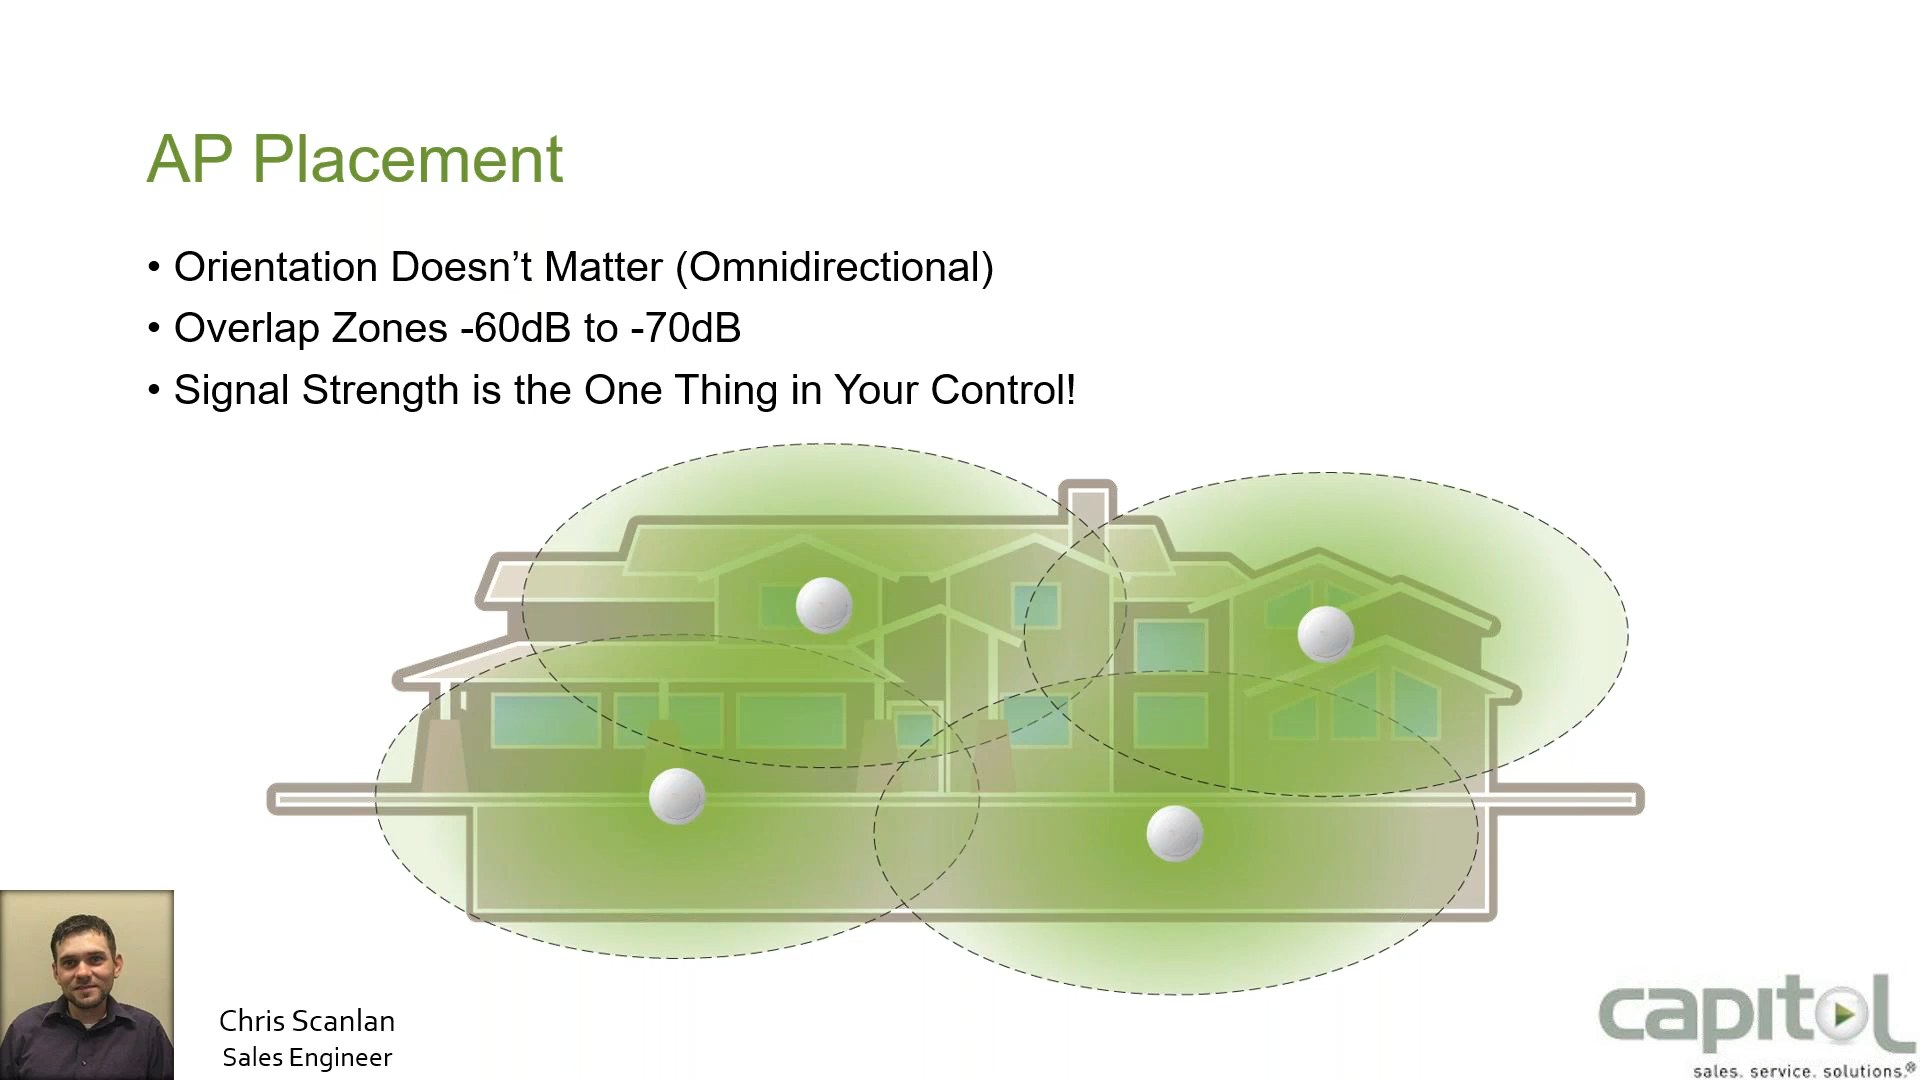 AP Placement
• Orientation Doesn’t Matter (Omnidirectional)
• Overlap Zones -60dB to -70dB
• Signal Strength is the One Thing in Your Control!
Chris Scanlan
Sales Engineer
capitol
sales. service. solutions.®